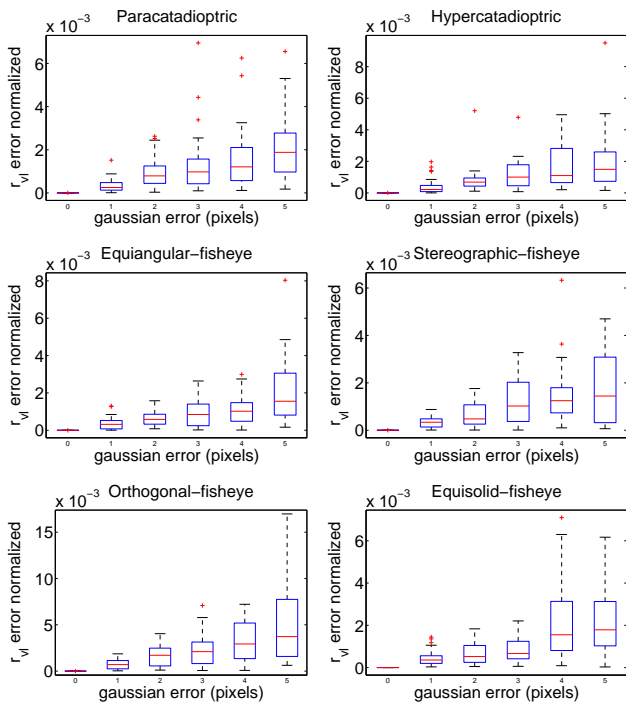 Paracatadioptric
x 10⁻³
6
4
2
0
r_vl error normalized
0 1 2 3 4 5
gaussian error (pixels)
Hypercatadioptric
x 10⁻³
8
6
4
2
0
r_vl error normalized
0 1 2 3 4 5
gaussian error (pixels)
Equiangular−fisheye
x 10⁻³
8
6
4
2
0
r_vl error normalized
0 1 2 3 4 5
gaussian error (pixels)
Stereographic−fisheye
x 10⁻³
6
4
2
0
r_vl error normalized
0 1 2 3 4 5
gaussian error (pixels)
Orthogonal−fisheye
x 10⁻³
15
10
5
0
r_vl error normalized
0 1 2 3 4 5
gaussian error (pixels)
Equisolid−fisheye
x 10⁻³
6
4
2
0
r_vl error normalized
0 1 2 3 4 5
gaussian error (pixels)